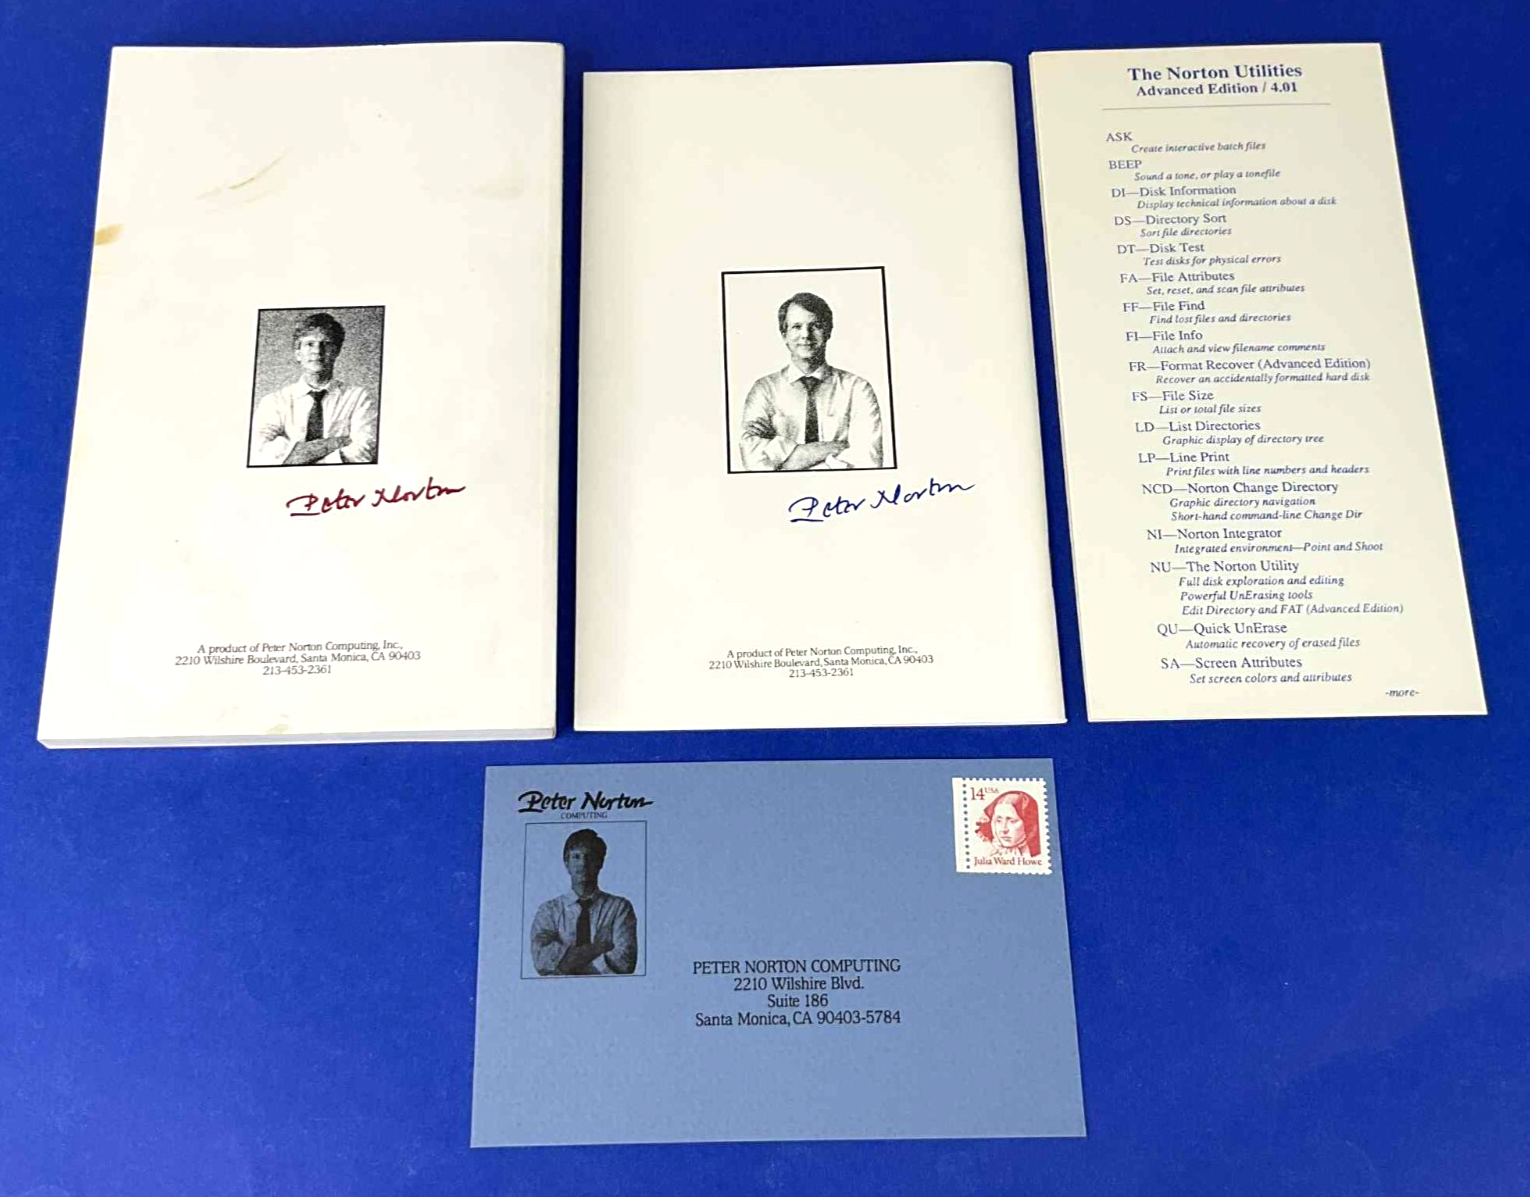 Peter Norton
A product of Peter Norton Computing, Inc.,
2210 Wilshire Boulevard, Santa Monica, CA 90403
213-453-2361
Peter Norton
A product of Peter Norton Computing, Inc.,
2210 Wilshire Boulevard, Santa Monica, CA 90403
213-453-2361
The Norton Utilities
Advanced Edition / 4.01
ASK
Create interactive batch files
BEEP
Sound a tone, or play a tonefile
DI—Disk Information
Display technical information about a disk
DS—Directory Sort
Sort file directories
DT—Disk Test
Test disks for physical errors
FA—File Attributes
Set, reset, and scan file attributes
FF—File Find
Find lost files and directories
FI—File Info
Attach and view filename comments
FR—Format Recover (Advanced Edition)
Recover an accidentally formatted hard disk
FS—File Size
List or total file sizes
LD—List Directories
Graphic display of directory tree
LP—Line Print
Print files with line numbers and headers
NCD—Norton Change Directory
Graphic directory navigation
Short-hand command-line Change Dir
NI—Norton Integrator
Integrated environment—Point and Shoot
NU—The Norton Utility
Full disk exploration and editing
Powerful UnErasing tools
Edit Directory and FAT (Advanced Edition)
QU—Quick UnErase
Automatic recovery of erased files
SA—Screen Attributes
Set screen colors and attributes
-more-
Peter Norton
COMPUTING
14 USA
Julia Ward Howe
PETER NORTON COMPUTING
2210 Wilshire Blvd.
Suite 186
Santa Monica, CA 90403-5784